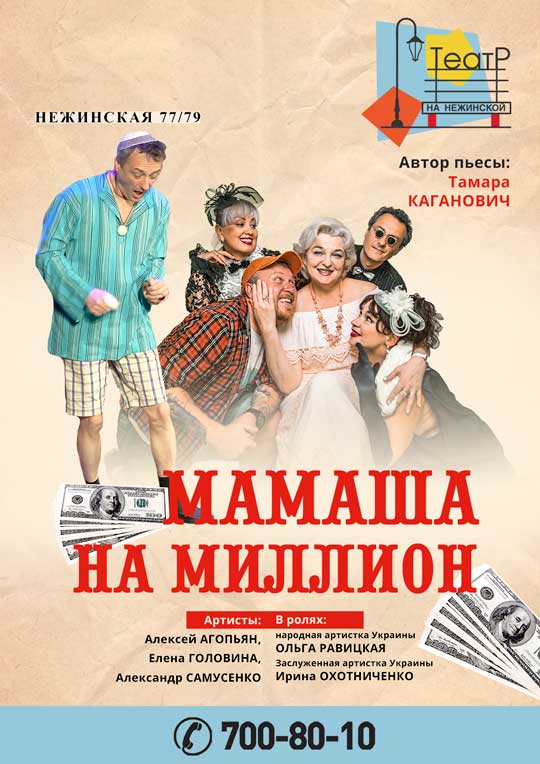 ТеатР
НА НЕЖИНСКОЙ
НЕЖИНСКАЯ 77/79
Автор пьесы:
Тамара
КАГАНОВИЧ
МАМАША
НА МИЛЛИОН
Артисты:
Алексей АГОПЬЯН,
Елена ГОЛОВИНА,
Александр САМУСЕНКО
В ролях:
народная артистка Украины
ОЛЬГА РАВИЦКАЯ
Заслуженная артистка Украины
Ирина ОХОТНИЧЕНКО
700-80-10